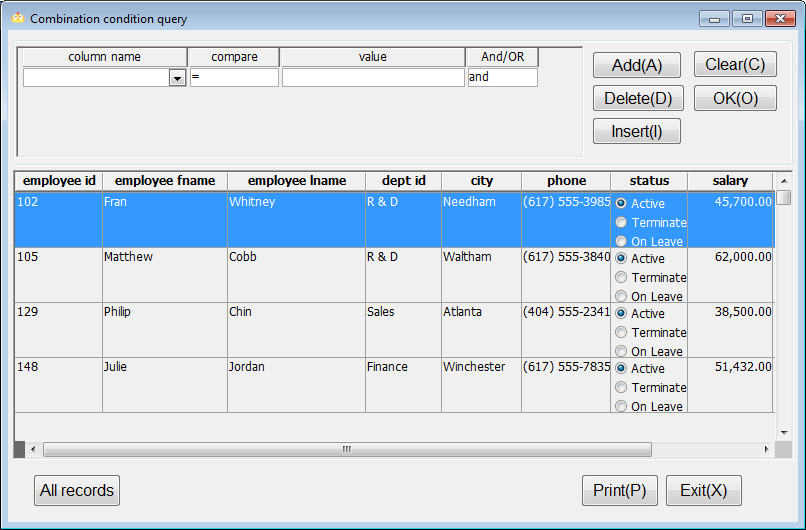 Combination condition query
column name compare value And/OR
= and
Add(A) Clear(C)
Delete(D) OK(O)
Insert(I)
employee id employee fname employee lname dept id city phone status salary
102 Fran Whitney R & D Needham (617) 555-3985 Active 45,700.00
Terminate
On Leave
105 Matthew Cobb R & D Waltham (617) 555-3840 Active 62,000.00
Terminate
On Leave
129 Philip Chin Sales Atlanta (404) 555-2341 Active 38,500.00
Terminate
On Leave
148 Julie Jordan Finance Winchester (617) 555-7835 Active 51,432.00
Terminate
On Leave
All records Print(P) Exit(X)